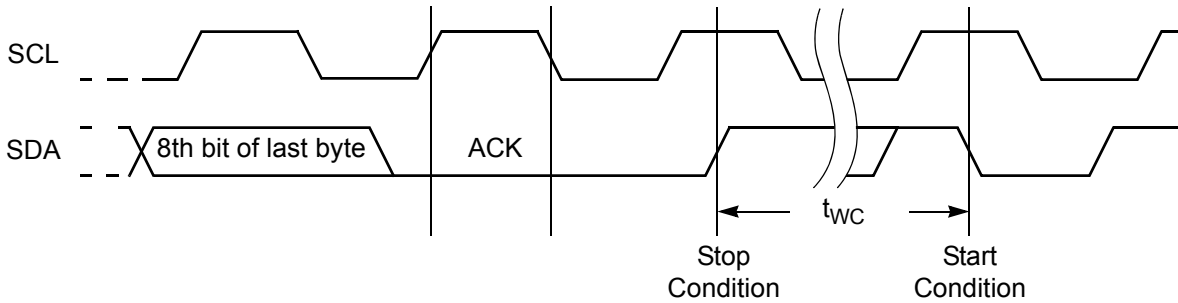 SCL
SDA
8th bit of last byte
ACK
tWC
Stop
Condition
Start
Condition